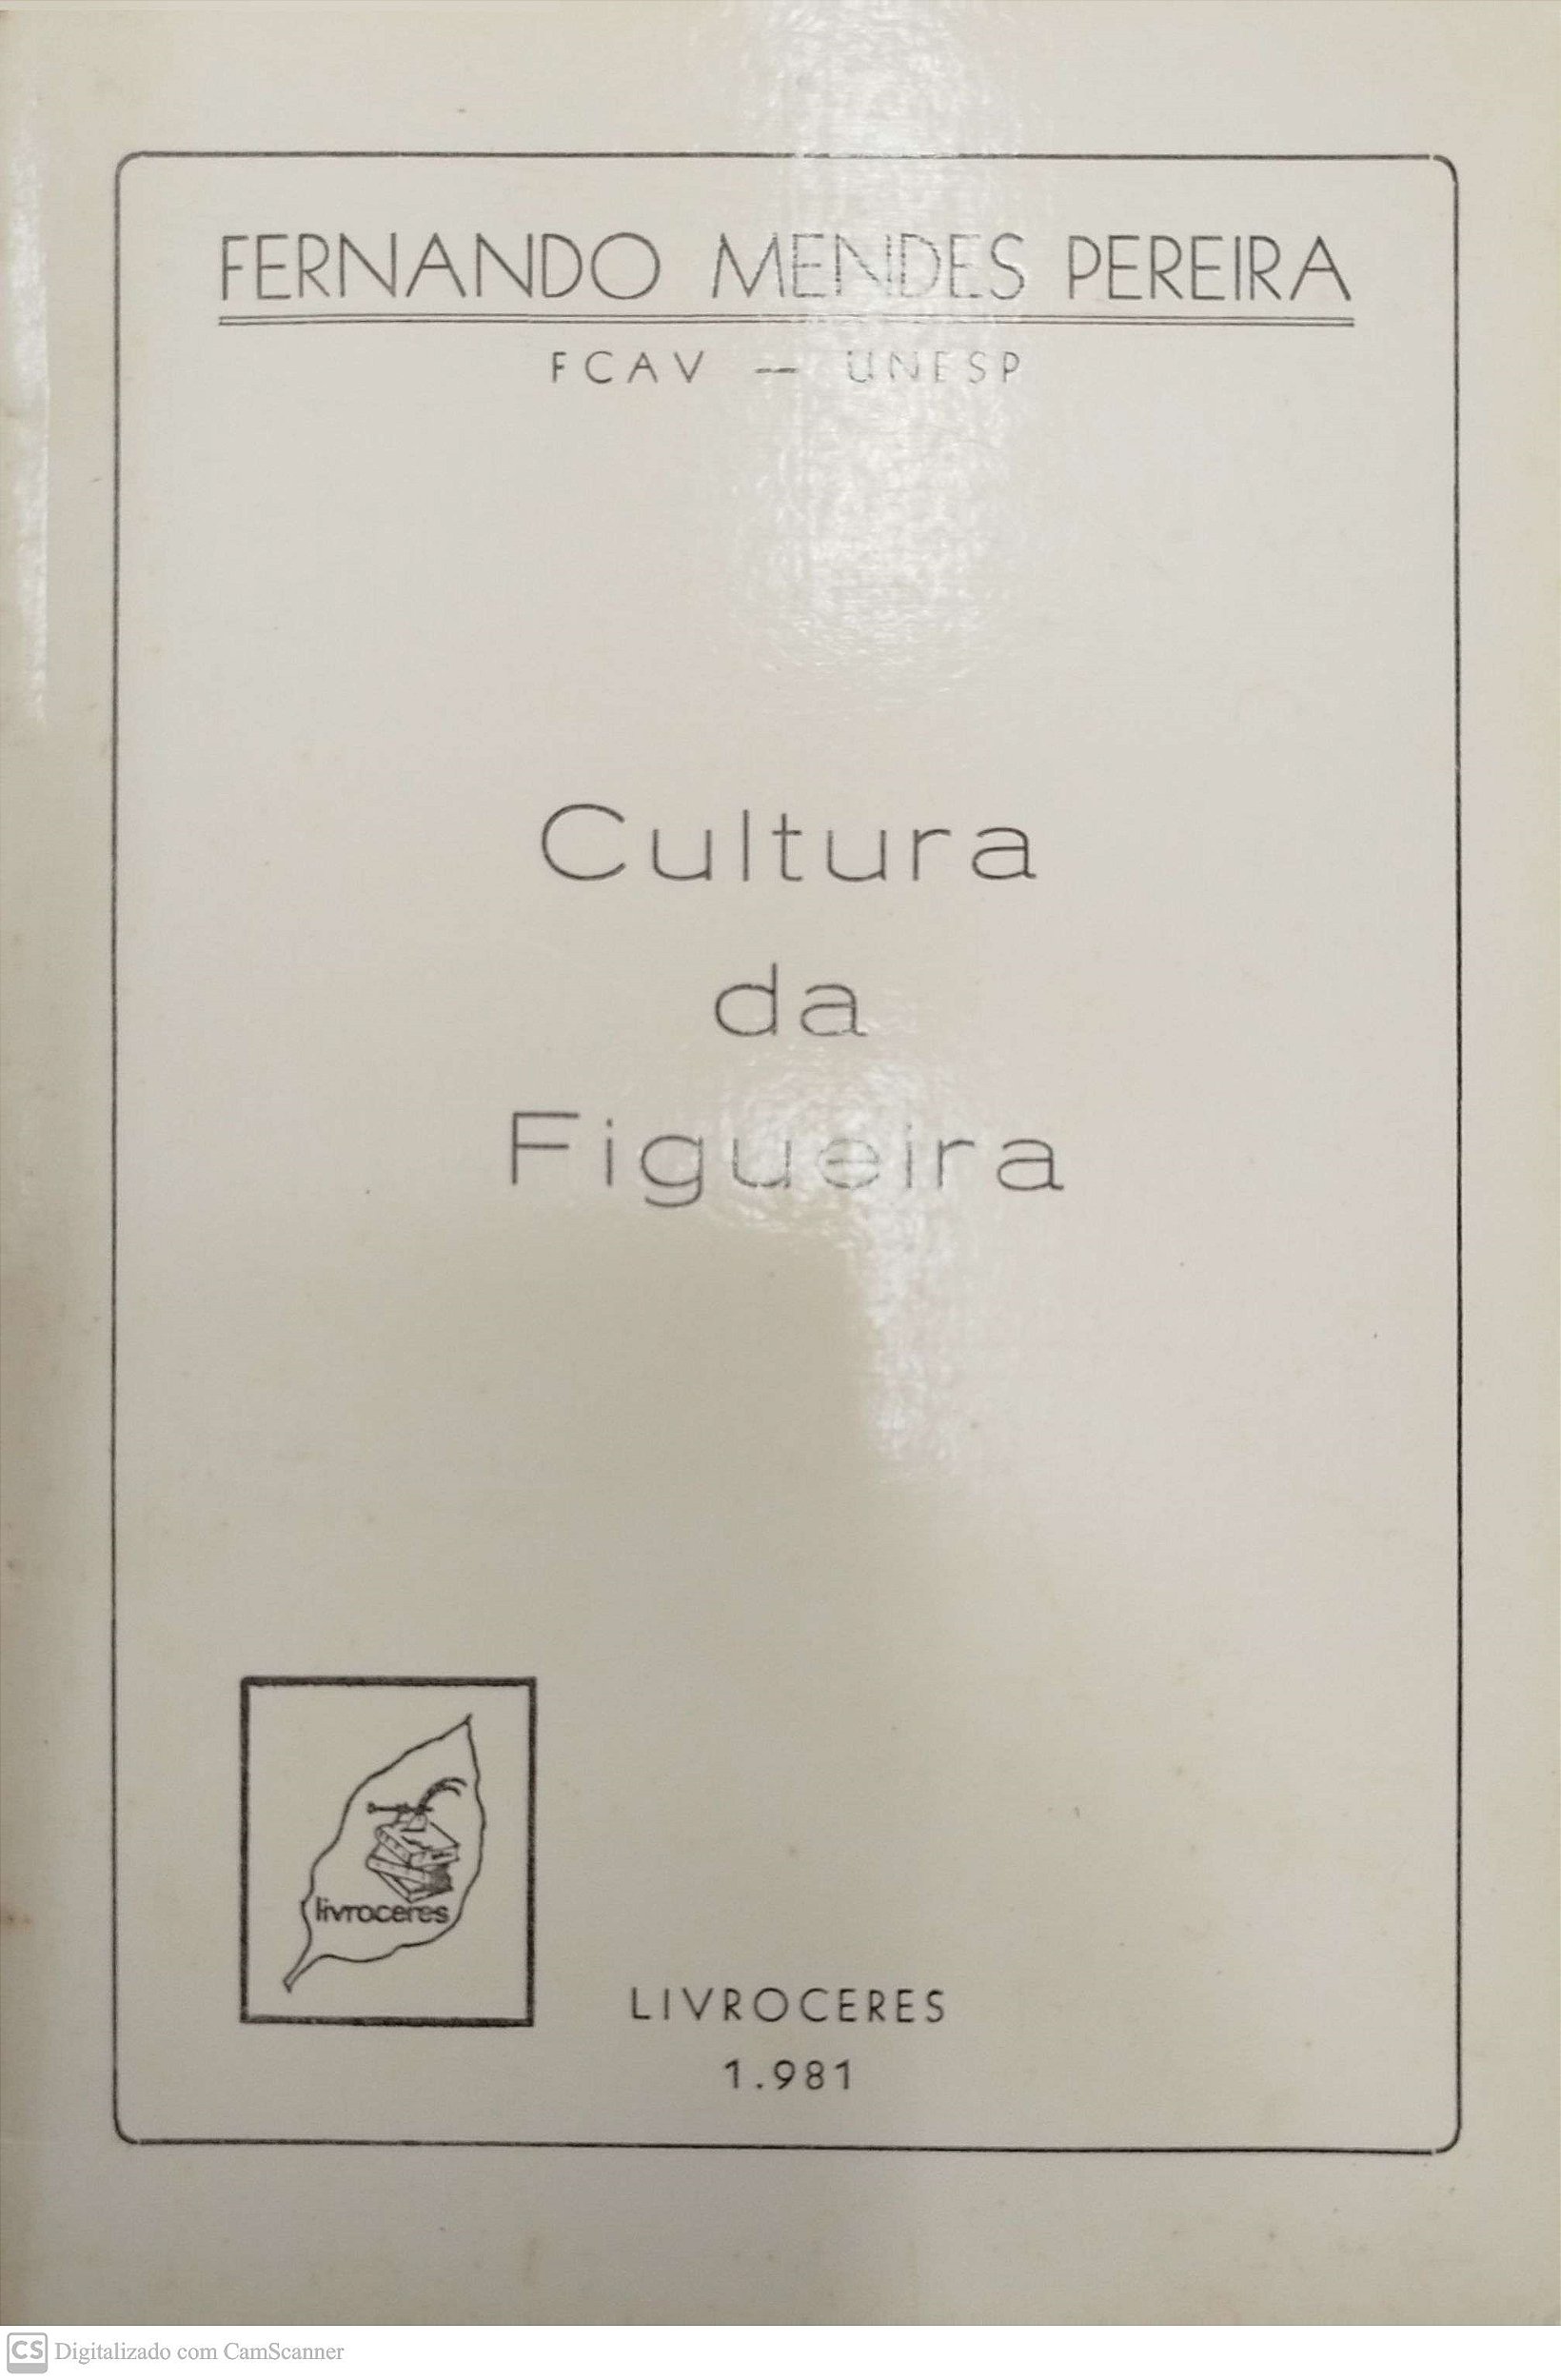 FERNANDO MENDES PEREIRA
FCAV — UNESP
Cultura
da
Figueira
livroceres
LIVROCERES
1.981
CS Digitalizado com CamScanner